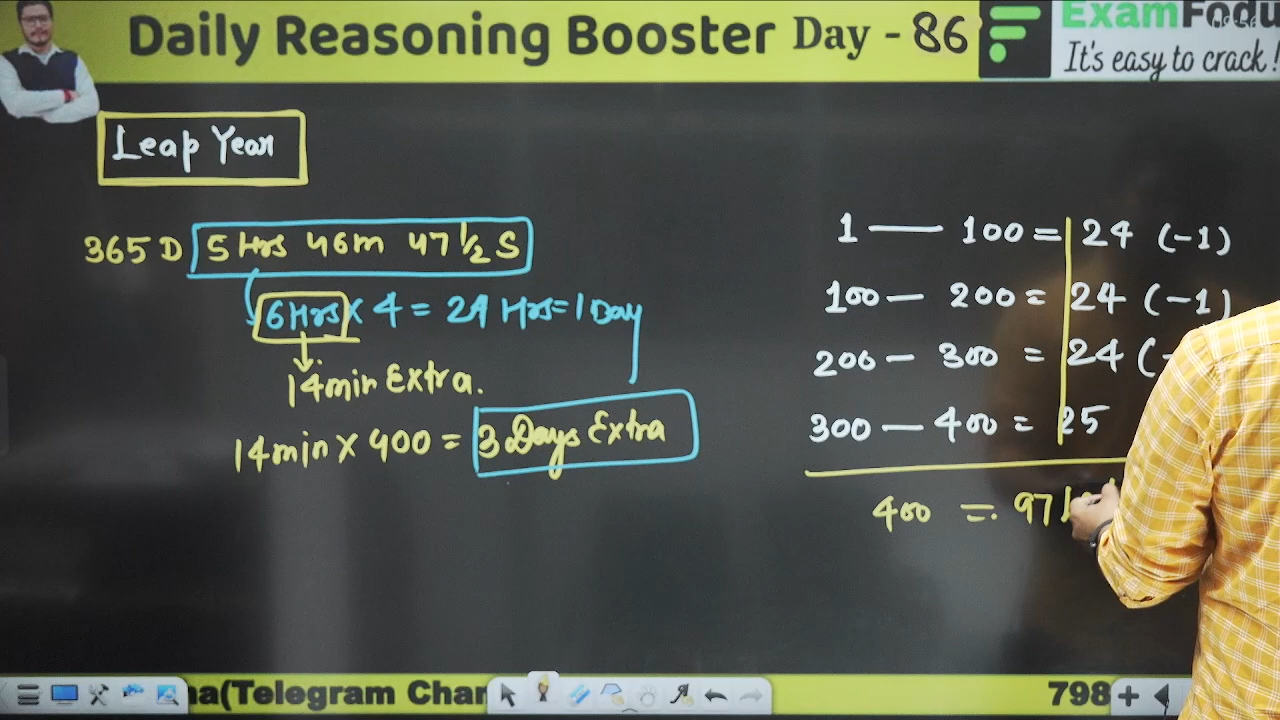 Daily Reasoning Booster Day - 86
ExamFodu
It's easy to crack!
Leap Year
365 D 5 Hrs 46m 47 1/2 S
6 Hrs × 4 = 24 Hrs = 1 Day
14 min Extra.
14 min × 400 = 3 Days Extra
1 — 100 = 24 (-1)
100 — 200 = 24 (-1)
200 — 300 = 24 (-
300 — 400 = 25
400 = 97
na(Telegram Chan
798